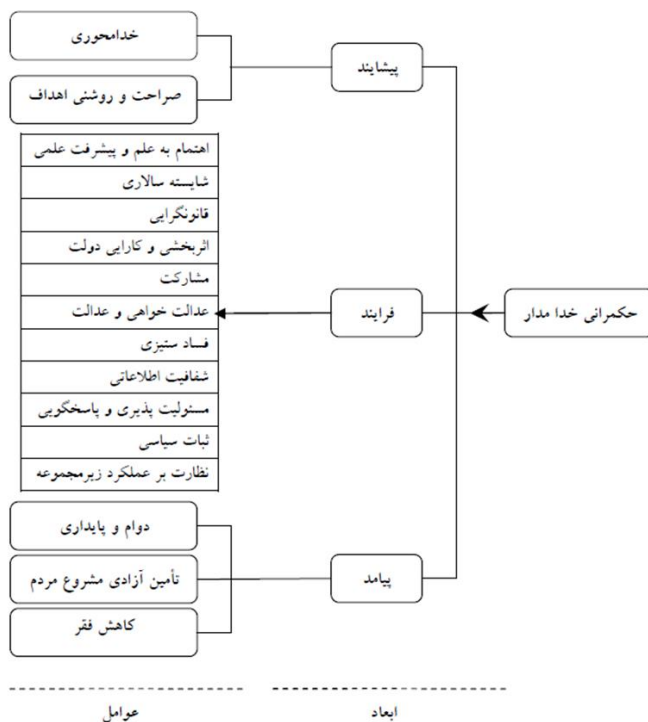 حکمرانی خدا مدار
پیشایند
خدامحوری
صراحت و روشنی اهداف
فرایند
اهتمام به علم و پیشرفت علمی
شایسته سالاری
قانونگرایی
اثربخشی و کارایی دولت
مشارکت
عدالت خواهی و عدالت
فساد ستیزی
شفافیت اطلاعاتی
مسئولیت پذیری و پاسخگویی
ثبات سیاسی
نظارت بر عملکرد زیرمجموعه
پیامد
دوام و پایداری
تأمین آزادی مشروع مردم
کاهش فقر
ابعاد
عوامل